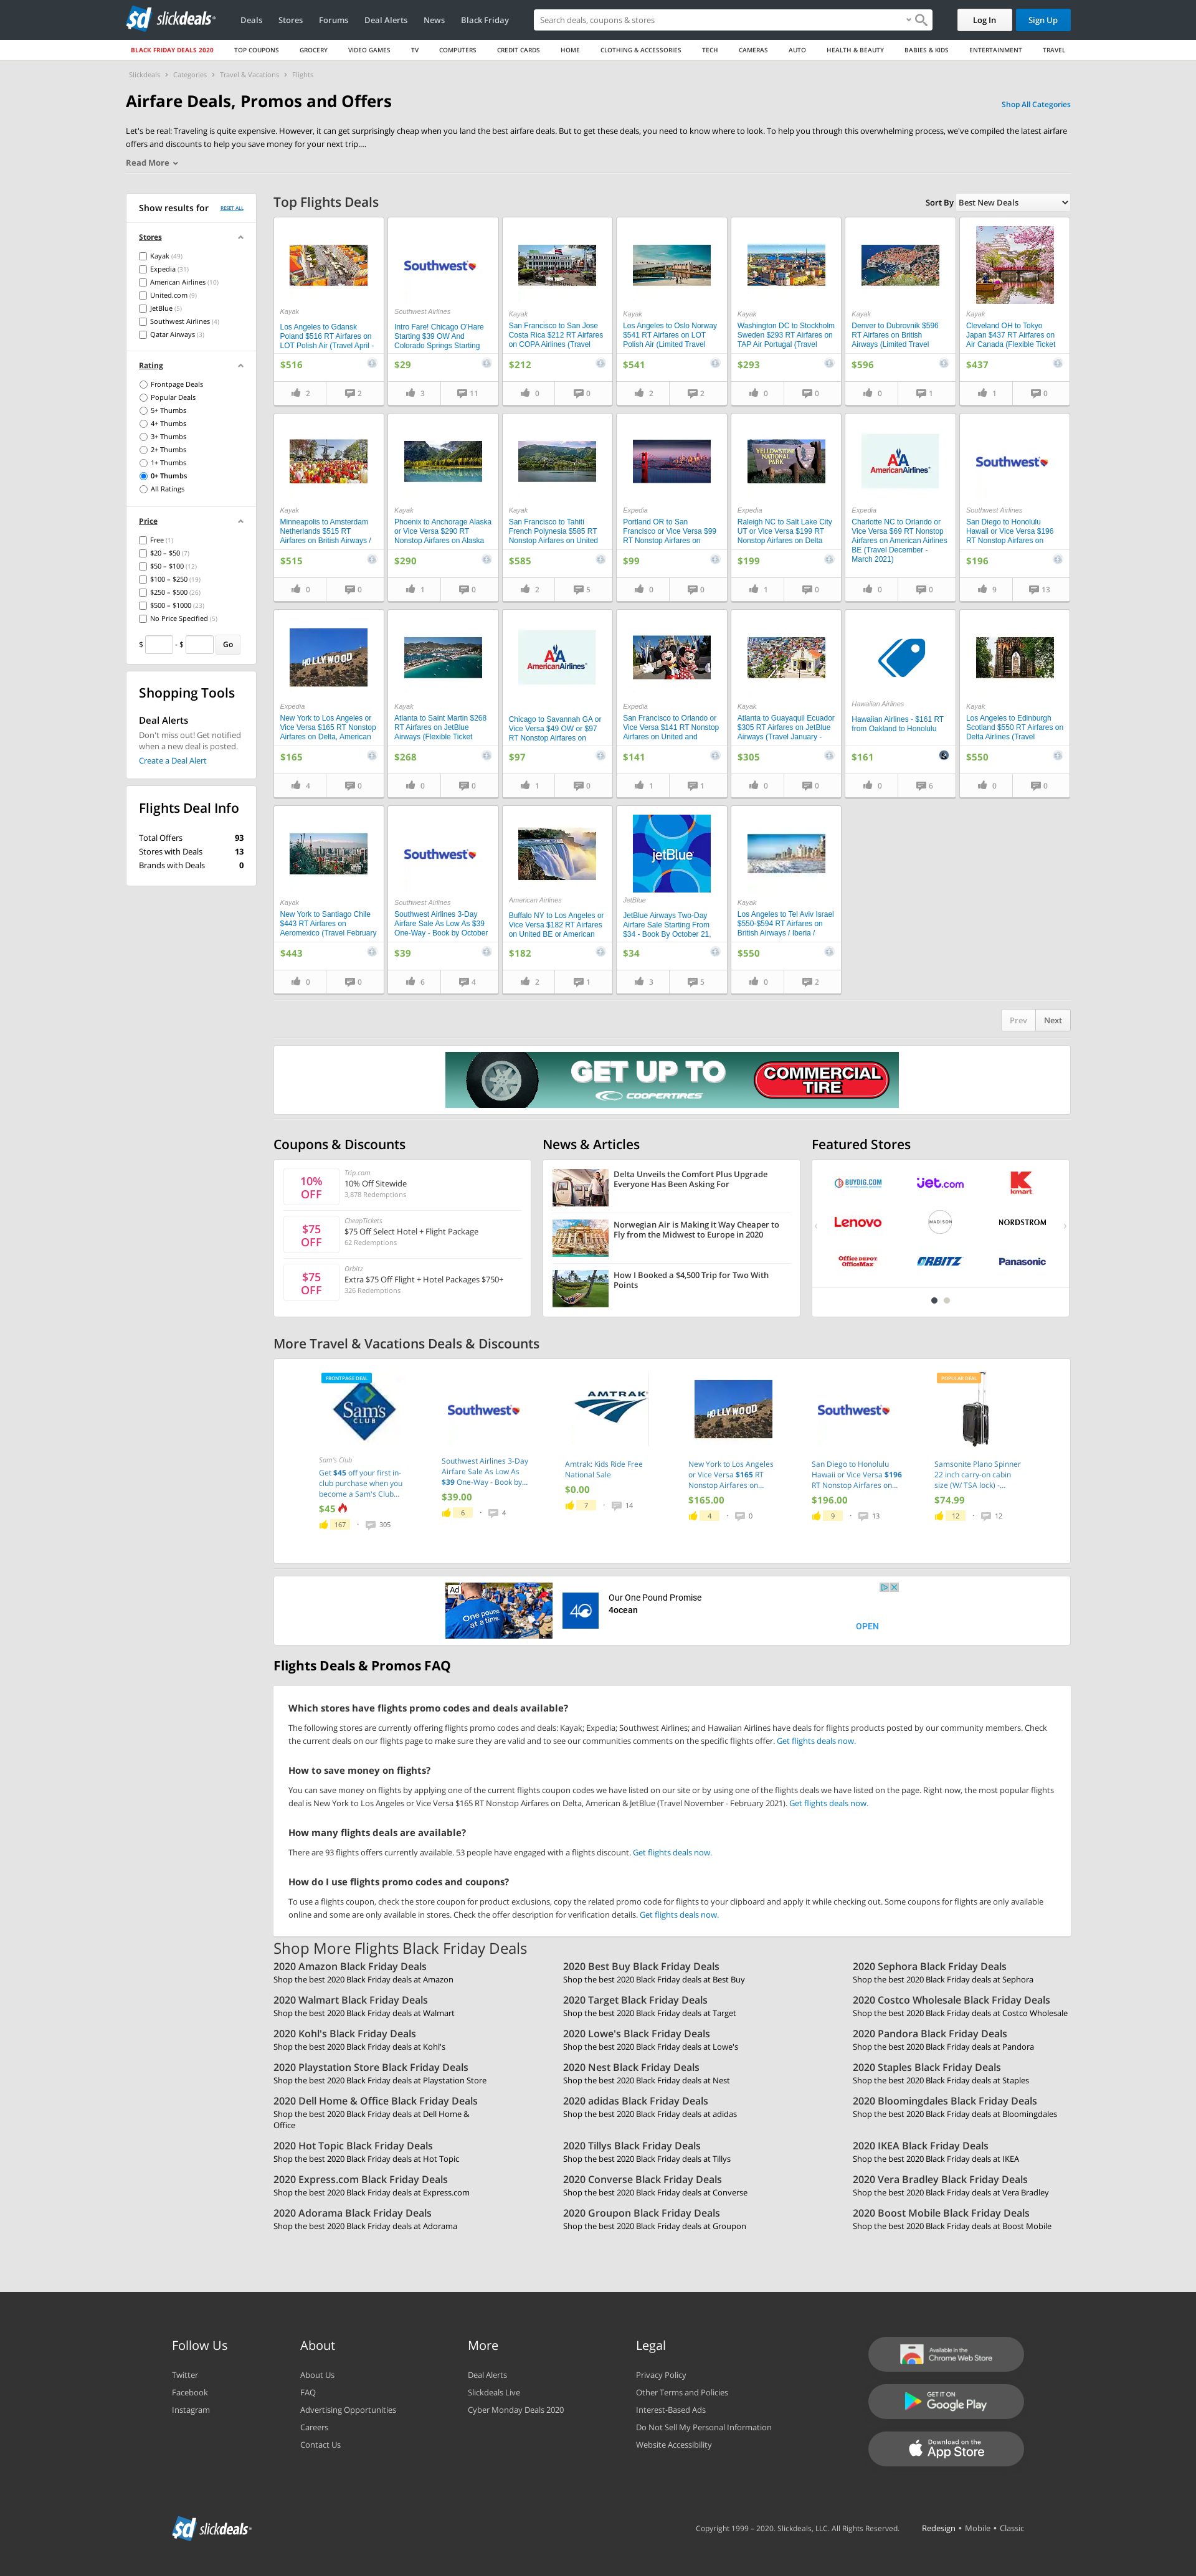 slickdeals
Deals Stores Forums Deal Alerts News Black Friday
Search deals, coupons & stores
Log In Sign Up
BLACK FRIDAY DEALS 2020 TOP COUPONS GROCERY VIDEO GAMES TV COMPUTERS CREDIT CARDS HOME CLOTHING & ACCESSORIES TECH CAMERAS AUTO HEALTH & BEAUTY BABIES & KIDS ENTERTAINMENT TRAVEL
Slickdeals > Categories > Travel & Vacations > Flights
Airfare Deals, Promos and Offers
Shop All Categories
Let's be real: Traveling is quite expensive. However, it can get surprisingly cheap when you land the best airfare deals. But to get these deals, you need to know where to look. To help you through this overwhelming process, we've compiled the latest airfare
offers and discounts to help you save money for your next trip....
Read More
Show results for RESET ALL
Stores
Kayak (49)
Expedia (31)
American Airlines (10)
United.com (9)
JetBlue (5)
Southwest Airlines (4)
Qatar Airways (3)
Rating
Frontpage Deals
Popular Deals
5+ Thumbs
4+ Thumbs
3+ Thumbs
2+ Thumbs
1+ Thumbs
0+ Thumbs
All Ratings
Price
Free (1)
$20 – $50 (7)
$50 – $100 (12)
$100 – $250 (19)
$250 – $500 (26)
$500 – $1000 (23)
No Price Specified (5)
$ - $ Go
Shopping Tools
Deal Alerts
Don't miss out! Get notified
when a new deal is posted.
Create a Deal Alert
Flights Deal Info
Total Offers 93
Stores with Deals 13
Brands with Deals 0
Top Flights Deals
Sort By Best New Deals
Kayak
Los Angeles to Gdansk
Poland $516 RT Airfares on
LOT Polish Air (Travel April -
$516
2 2
Southwest
Southwest Airlines
Intro Fare! Chicago O'Hare
Starting $39 OW And
Colorado Springs Starting
$29
3 11
Kayak
San Francisco to San Jose
Costa Rica $212 RT Airfares
on COPA Airlines (Travel
$212
0 0
Kayak
Los Angeles to Oslo Norway
$541 RT Airfares on LOT
Polish Air (Limited Travel
$541
2 2
Kayak
Washington DC to Stockholm
Sweden $293 RT Airfares on
TAP Air Portugal (Travel
$293
0 0
Kayak
Denver to Dubrovnik $596
RT Airfares on British
Airways (Limited Travel
$596
0 1
Kayak
Cleveland OH to Tokyo
Japan $437 RT Airfares on
Air Canada (Flexible Ticket
$437
1 0
Kayak
Minneapolis to Amsterdam
Netherlands $515 RT
Airfares on British Airways /
$515
0 0
Kayak
Phoenix to Anchorage Alaska
or Vice Versa $290 RT
Nonstop Airfares on Alaska
$290
1 0
Kayak
San Francisco to Tahiti
French Polynesia $585 RT
Nonstop Airfares on United
$585
2 5
Expedia
Portland OR to San
Francisco or Vice Versa $99
RT Nonstop Airfares on
$99
0 0
YELLOWSTONE
NATIONAL
PARK
Expedia
Raleigh NC to Salt Lake City
UT or Vice Versa $199 RT
Nonstop Airfares on Delta
$199
1 0
AA
AmericanAirlines
Expedia
Charlotte NC to Orlando or
Vice Versa $69 RT Nonstop
Airfares on American Airlines
BE (Travel December -
March 2021)
0 0
Southwest
Southwest Airlines
San Diego to Honolulu
Hawaii or Vice Versa $196
RT Nonstop Airfares on
$196
9 13
HOLLYWOOD
Expedia
New York to Los Angeles or
Vice Versa $165 RT Nonstop
Airfares on Delta, American
$165
4 0
Kayak
Atlanta to Saint Martin $268
RT Airfares on JetBlue
Airways (Flexible Ticket
$268
0 0
AA
AmericanAirlines
Chicago to Savannah GA or
Vice Versa $49 OW or $97
RT Nonstop Airfares on
$97
1 0
Expedia
San Francisco to Orlando or
Vice Versa $141 RT Nonstop
Airfares on United and
$141
1 1
Kayak
Atlanta to Guayaquil Ecuador
$305 RT Airfares on JetBlue
Airways (Travel January -
$305
0 0
Hawaiian Airlines
Hawaiian Airlines - $161 RT
from Oakland to Honolulu
$161
0 6
Kayak
Los Angeles to Edinburgh
Scotland $550 RT Airfares on
Delta Airlines (Travel
$550
0 0
Kayak
New York to Santiago Chile
$443 RT Airfares on
Aeromexico (Travel February
$443
0 0
Southwest
Southwest Airlines
Southwest Airlines 3-Day
Airfare Sale As Low As $39
One-Way - Book by October
$39
6 4
American Airlines
Buffalo NY to Los Angeles or
Vice Versa $182 RT Airfares
on United BE or American
$182
2 1
jetBlue
JetBlue
JetBlue Airways Two-Day
Airfare Sale Starting From
$34 - Book By October 21,
$34
3 5
Kayak
Los Angeles to Tel Aviv Israel
$550-$594 RT Airfares on
British Airways / Iberia /
$550
0 2
Prev Next
GET UP TO
COOPERTIRES
COMMERCIAL
TIRE
Coupons & Discounts
10%
OFF
Trip.com
10% Off Sitewide
3,878 Redemptions
$75
OFF
CheapTickets
$75 Off Select Hotel + Flight Package
62 Redemptions
$75
OFF
Orbitz
Extra $75 Off Flight + Hotel Packages $750+
326 Redemptions
News & Articles
Delta Unveils the Comfort Plus Upgrade
Everyone Has Been Asking For
Norwegian Air is Making it Way Cheaper to
Fly from the Midwest to Europe in 2020
How I Booked a $4,500 Trip for Two With
Points
Featured Stores
BUYDIG.COM Jet.com kmart
Lenovo MADISON NORDSTROM
Office DEPOT
OfficeMax
ORBITZ Panasonic
More Travel & Vacations Deals & Discounts
FRONTPAGE DEAL
Sam's
CLUB
Sam's Club
Get $45 off your first in-
club purchase when you
become a Sam's Club...
$45
167 · 305
Southwest
Southwest Airlines 3-Day
Airfare Sale As Low As
$39 One-Way - Book by...
$39.00
6 · 4
AMTRAK
Amtrak: Kids Ride Free
National Sale
$0.00
7 · 14
HOLLYWOOD
New York to Los Angeles
or Vice Versa $165 RT
Nonstop Airfares on...
$165.00
4 · 0
Southwest
San Diego to Honolulu
Hawaii or Vice Versa $196
RT Nonstop Airfares on...
$196.00
9 · 13
POPULAR DEAL
Samsonite Plano Spinner
22 inch carry-on cabin
size (W/ TSA lock) -...
$74.99
12 · 12
Ad
One pound
at a time.
4O
Our One Pound Promise
4ocean
OPEN
Flights Deals & Promos FAQ
Which stores have flights promo codes and deals available?
The following stores are currently offering flights promo codes and deals: Kayak; Expedia; Southwest Airlines; and Hawaiian Airlines have deals for flights products posted by our community members. Check
the current deals on our flights page to make sure they are valid and to see our communities comments on the specific flights offer. Get flights deals now.
How to save money on flights?
You can save money on flights by applying one of the current flights coupon codes we have listed on our site or by using one of the flights deals we have listed on the page. Right now, the most popular flights
deal is New York to Los Angeles or Vice Versa $165 RT Nonstop Airfares on Delta, American & JetBlue (Travel November - February 2021). Get flights deals now.
How many flights deals are available?
There are 93 flights offers currently available. 53 people have engaged with a flights discount. Get flights deals now.
How do I use flights promo codes and coupons?
To use a flights coupon, check the store coupon for product exclusions, copy the related promo code for flights to your clipboard and apply it while checking out. Some coupons for flights are only available
online and some are only available in stores. Check the offer description for verification details. Get flights deals now.
Shop More Flights Black Friday Deals
2020 Amazon Black Friday Deals
Shop the best 2020 Black Friday deals at Amazon
2020 Best Buy Black Friday Deals
Shop the best 2020 Black Friday deals at Best Buy
2020 Sephora Black Friday Deals
Shop the best 2020 Black Friday deals at Sephora
2020 Walmart Black Friday Deals
Shop the best 2020 Black Friday deals at Walmart
2020 Target Black Friday Deals
Shop the best 2020 Black Friday deals at Target
2020 Costco Wholesale Black Friday Deals
Shop the best 2020 Black Friday deals at Costco Wholesale
2020 Kohl's Black Friday Deals
Shop the best 2020 Black Friday deals at Kohl's
2020 Lowe's Black Friday Deals
Shop the best 2020 Black Friday deals at Lowe's
2020 Pandora Black Friday Deals
Shop the best 2020 Black Friday deals at Pandora
2020 Playstation Store Black Friday Deals
Shop the best 2020 Black Friday deals at Playstation Store
2020 Nest Black Friday Deals
Shop the best 2020 Black Friday deals at Nest
2020 Staples Black Friday Deals
Shop the best 2020 Black Friday deals at Staples
2020 Dell Home & Office Black Friday Deals
Shop the best 2020 Black Friday deals at Dell Home &
Office
2020 adidas Black Friday Deals
Shop the best 2020 Black Friday deals at adidas
2020 Bloomingdales Black Friday Deals
Shop the best 2020 Black Friday deals at Bloomingdales
2020 Hot Topic Black Friday Deals
Shop the best 2020 Black Friday deals at Hot Topic
2020 Tillys Black Friday Deals
Shop the best 2020 Black Friday deals at Tillys
2020 IKEA Black Friday Deals
Shop the best 2020 Black Friday deals at IKEA
2020 Express.com Black Friday Deals
Shop the best 2020 Black Friday deals at Express.com
2020 Converse Black Friday Deals
Shop the best 2020 Black Friday deals at Converse
2020 Vera Bradley Black Friday Deals
Shop the best 2020 Black Friday deals at Vera Bradley
2020 Adorama Black Friday Deals
Shop the best 2020 Black Friday deals at Adorama
2020 Groupon Black Friday Deals
Shop the best 2020 Black Friday deals at Groupon
2020 Boost Mobile Black Friday Deals
Shop the best 2020 Black Friday deals at Boost Mobile
Follow Us
Twitter
Facebook
Instagram
About
About Us
FAQ
Advertising Opportunities
Careers
Contact Us
More
Deal Alerts
Slickdeals Live
Cyber Monday Deals 2020
Legal
Privacy Policy
Other Terms and Policies
Interest-Based Ads
Do Not Sell My Personal Information
Website Accessibility
Available in the
Chrome Web Store
GET IT ON
Google Play
Download on the
App Store
slickdeals
Copyright 1999 – 2020. Slickdeals, LLC. All Rights Reserved.
Redesign • Mobile • Classic